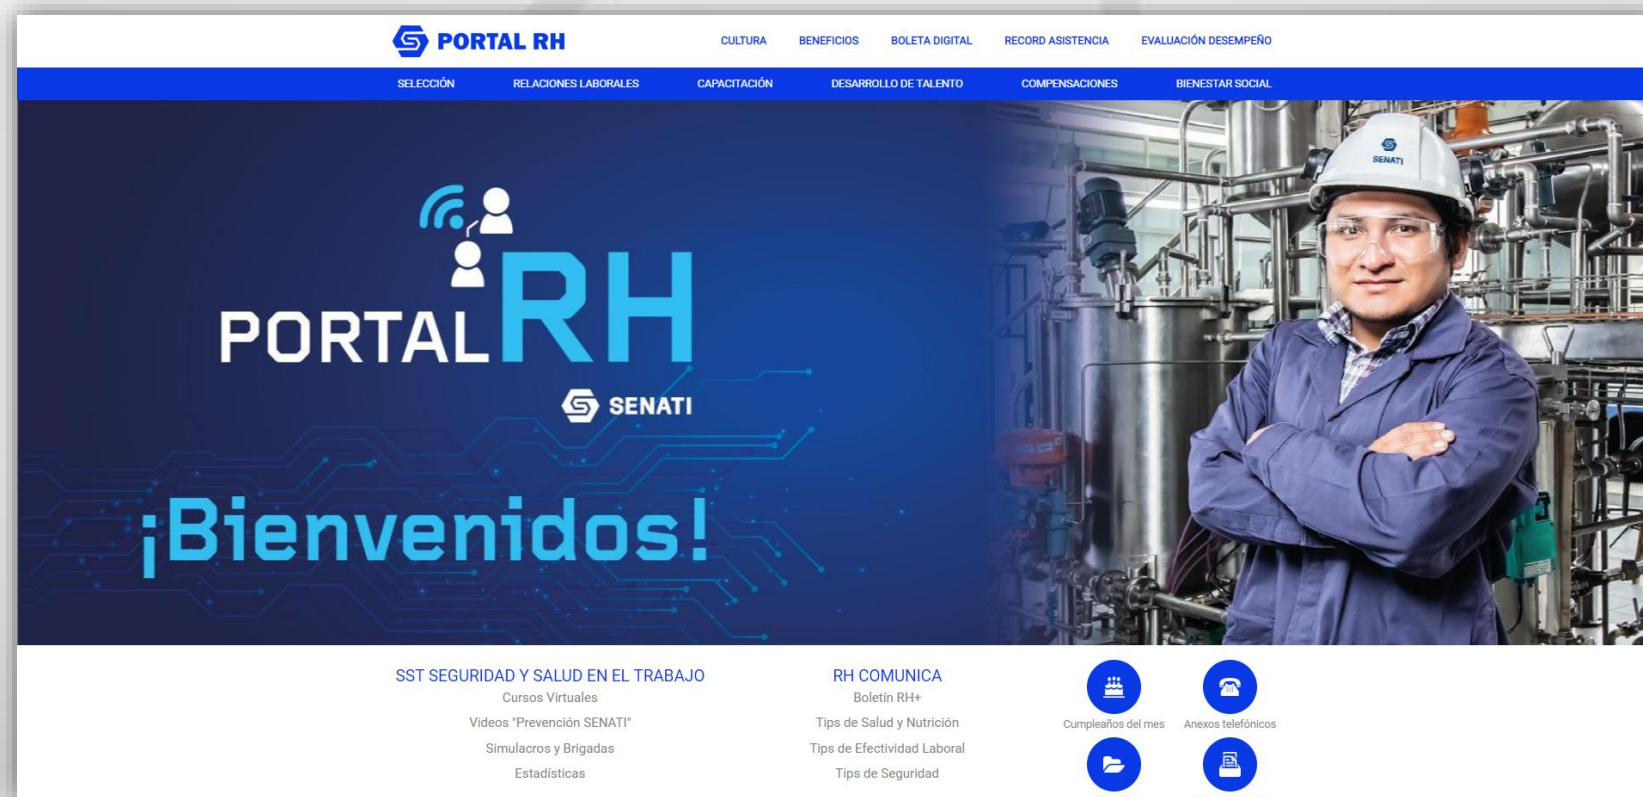 PORTAL RH
CULTURA BENEFICIOS BOLETA DIGITAL RECORD ASISTENCIA EVALUACIÓN DESEMPEÑO
SELECCIÓN RELACIONES LABORALES CAPACITACIÓN DESARROLLO DE TALENTO COMPENSACIONES BIENESTAR SOCIAL
SENATI
PORTAL RH
SENATI
¡Bienvenidos!
SST SEGURIDAD Y SALUD EN EL TRABAJO
Cursos Virtuales
Videos "Prevención SENATI"
Simulacros y Brigadas
Estadísticas
RH COMUNICA
Boletín RH+
Tips de Salud y Nutrición
Tips de Efectividad Laboral
Tips de Seguridad
Cumpleaños del mes
Anexos telefónicos